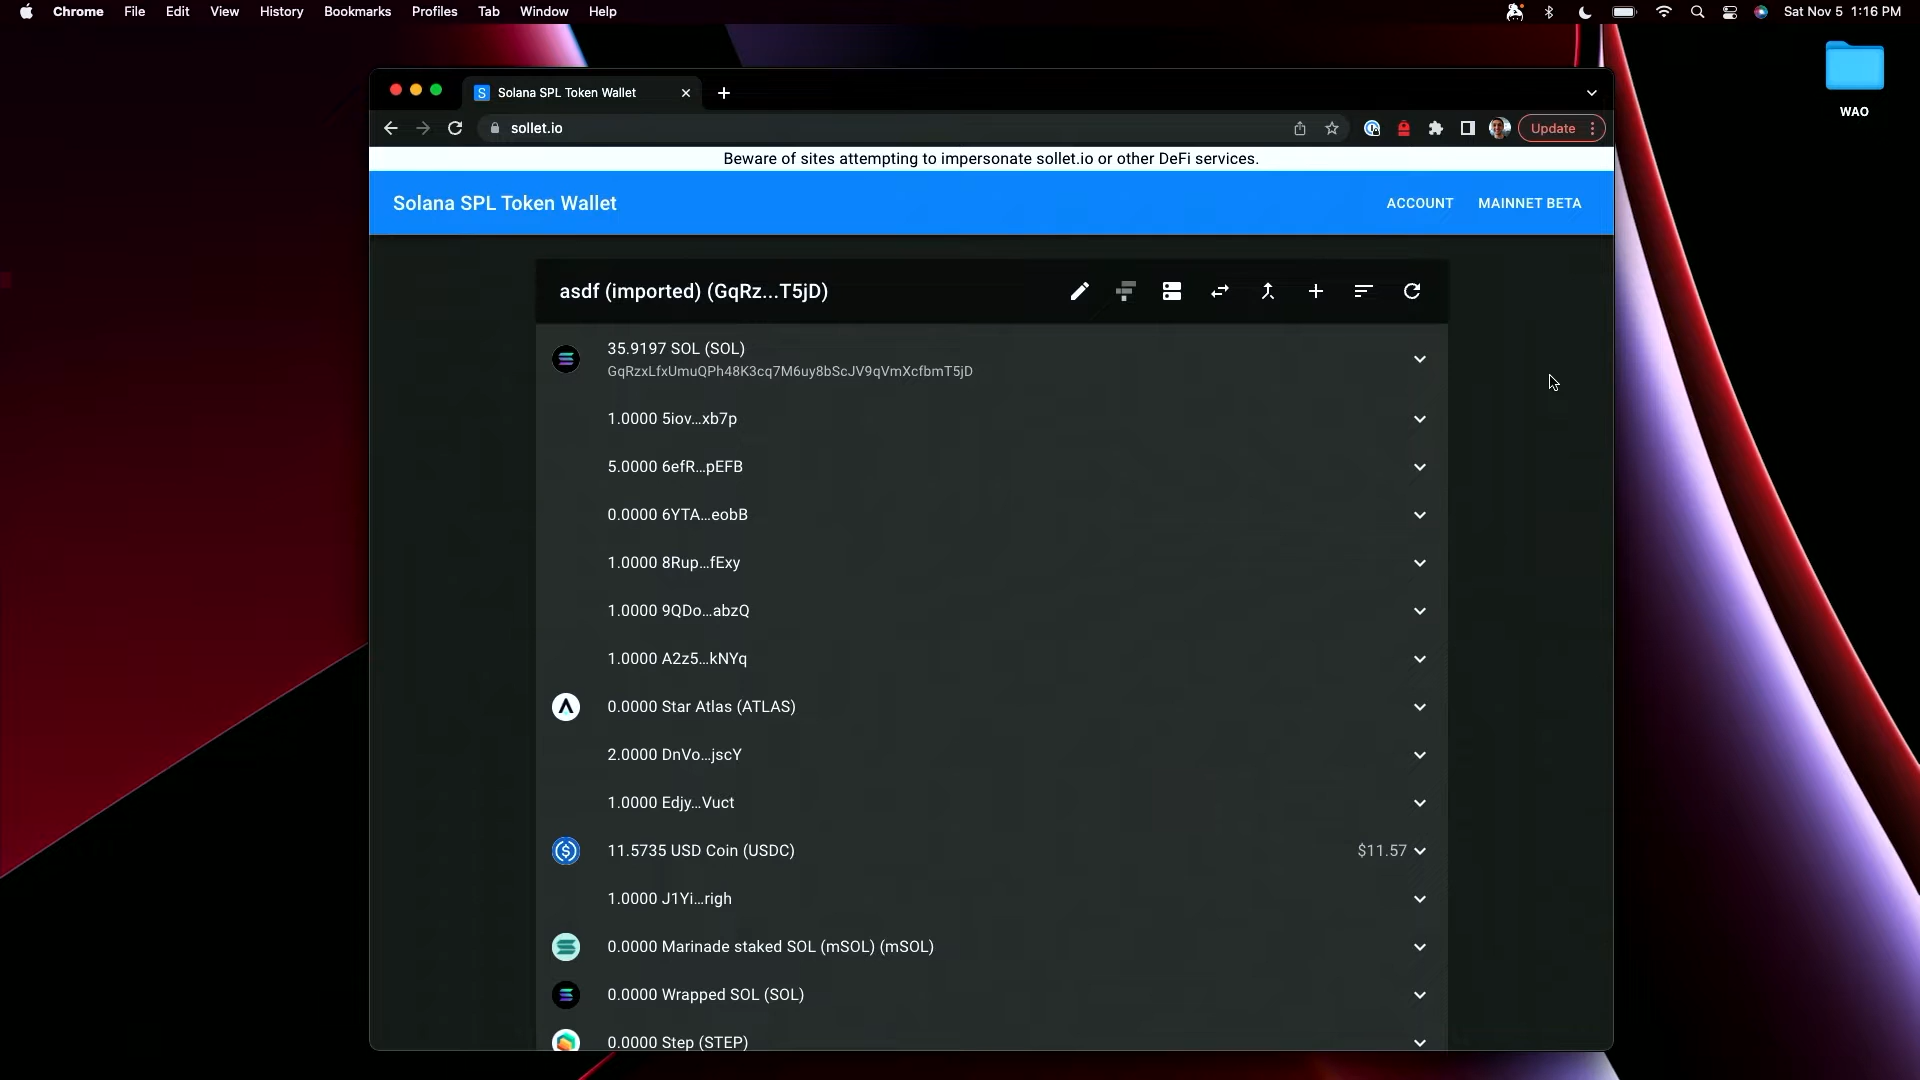 Chrome File Edit View History Bookmarks Profiles Tab Window Help Sat Nov 5 1:16 PM
WAO
Solana SPL Token Wallet
sollet.io Update
Beware of sites attempting to impersonate sollet.io or other DeFi services.
Solana SPL Token Wallet ACCOUNT MAINNET BETA
asdf (imported) (GqRz...T5jD)
35.9197 SOL (SOL)
GqRzxLfxUmuQPh48K3cq7M6uy8bScJV9qVmXcfbmT5jD
1.0000 5iov…xb7p
5.0000 6efR…pEFB
0.0000 6YTA…eobB
1.0000 8Rup…fExy
1.0000 9QDo…abzQ
1.0000 A2z5…kNYq
0.0000 Star Atlas (ATLAS)
2.0000 DnVo…jscY
1.0000 Edjy…Vuct
11.5735 USD Coin (USDC) $11.57
1.0000 J1Yi…righ
0.0000 Marinade staked SOL (mSOL) (mSOL)
0.0000 Wrapped SOL (SOL)
0.0000 Step (STEP)